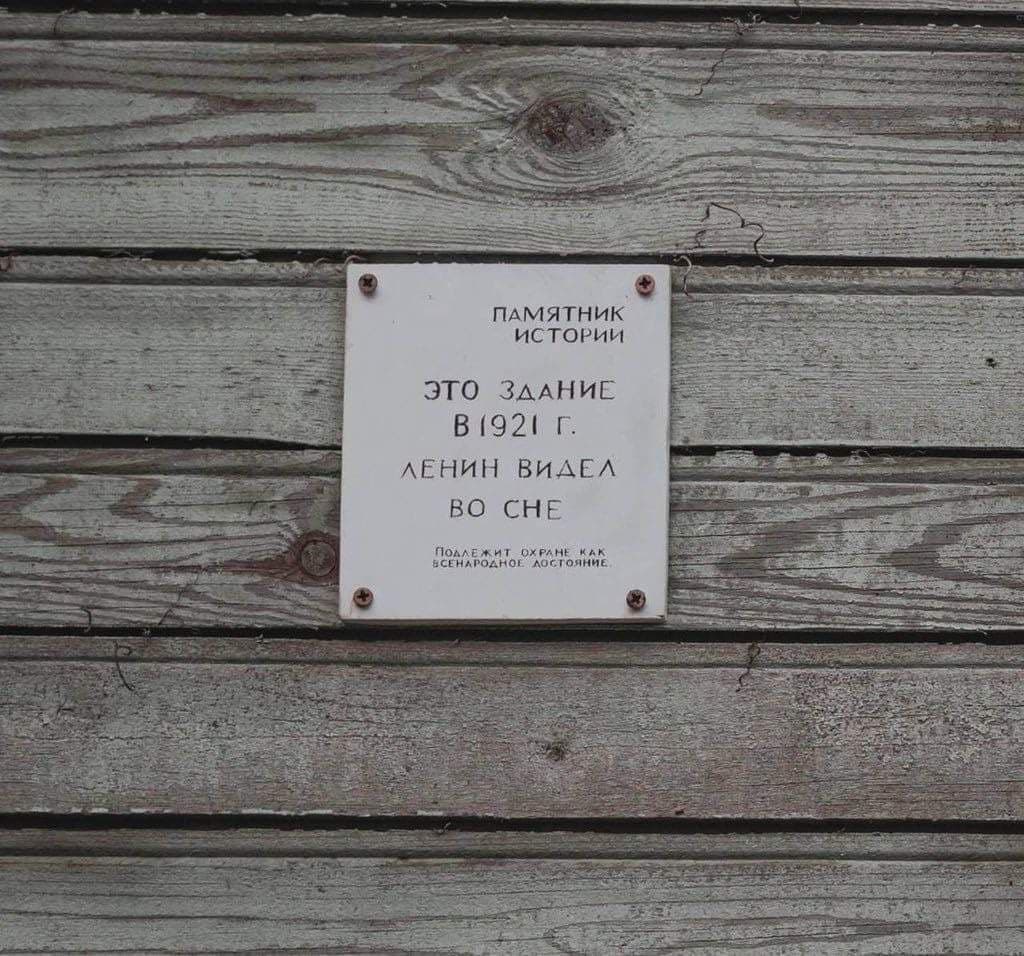 ПАМЯТНИК
ИСТОРИИ
ЭТО ЗДАНИЕ
В 1921 Г.
ЛЕНИН ВИДЕЛ
ВО СНЕ
ПОДЛЕЖИТ ОХРАНЕ КАК
ВСЕНАРОДНОЕ ДОСТОЯНИЕ.